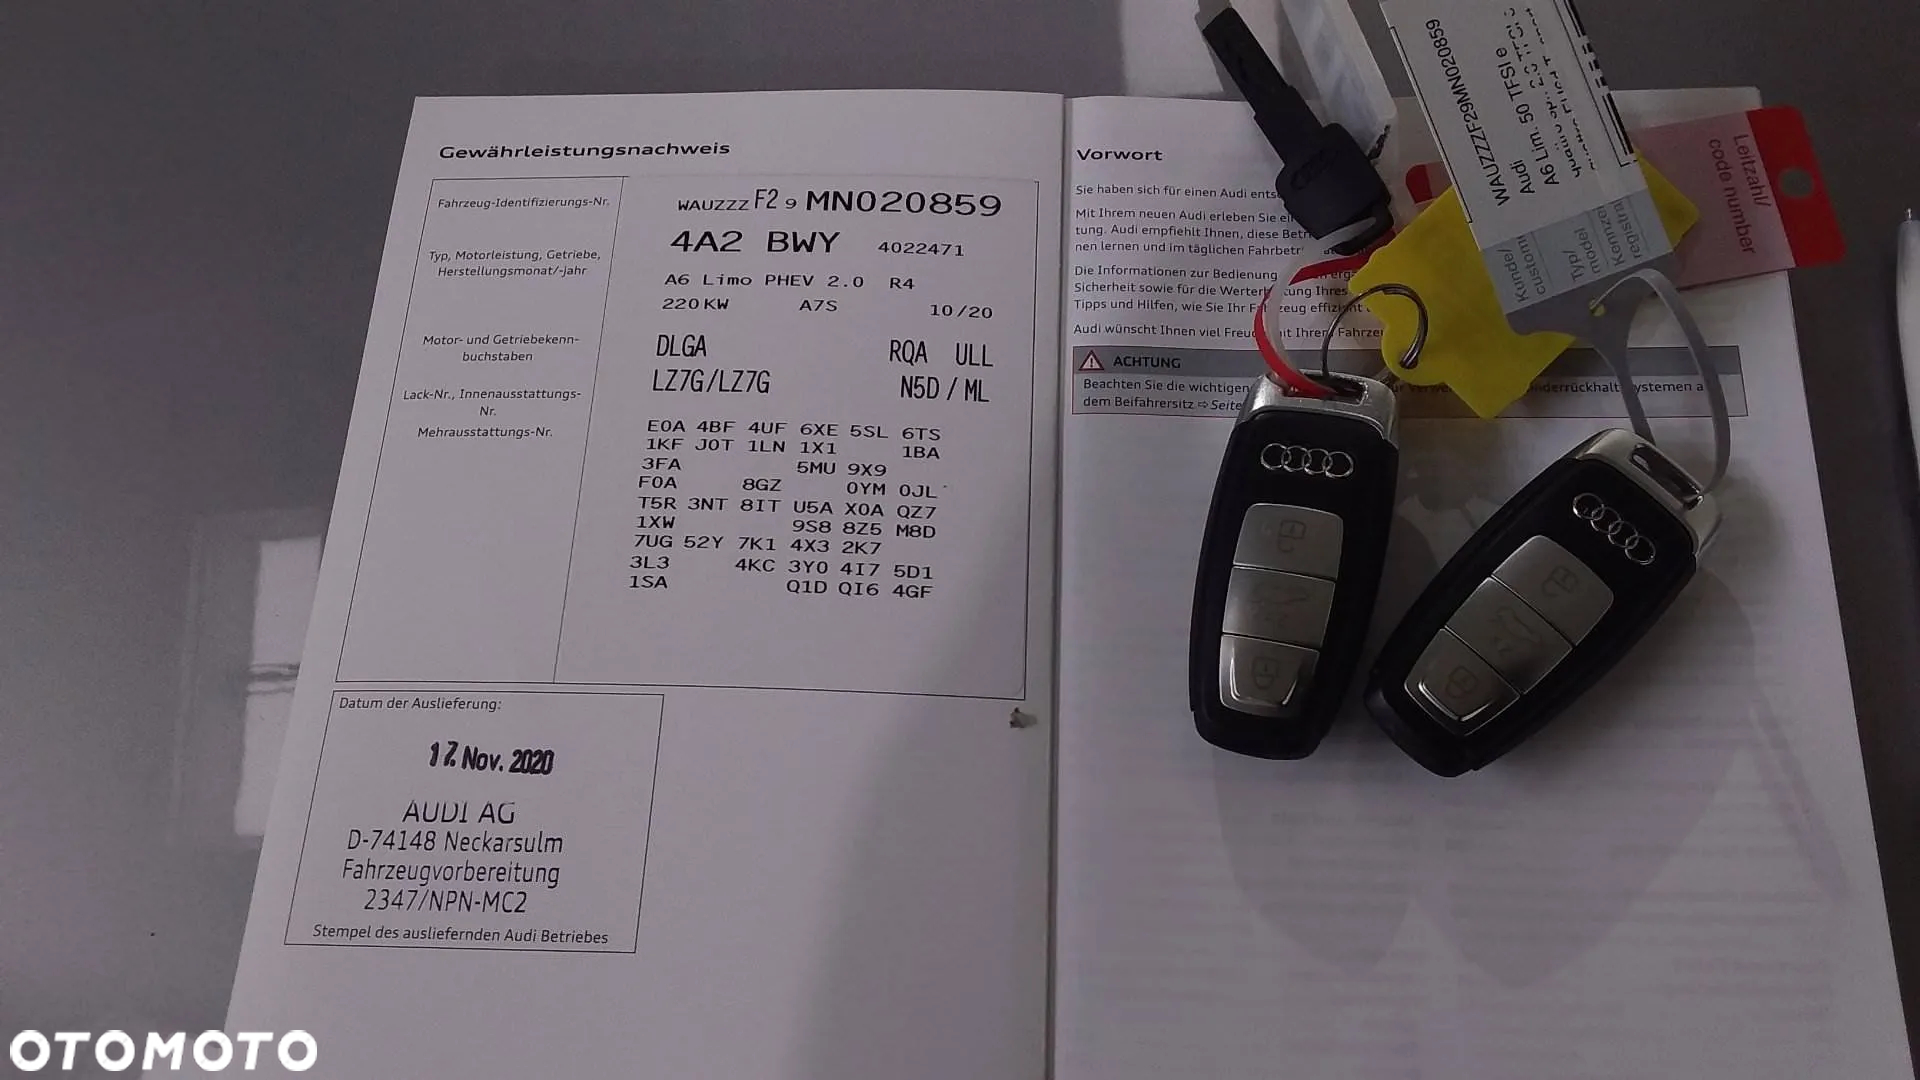 Gewährleistungsnachweis
Fahrzeug-Identifizierungs-Nr.
WAUZZZ F2 9 MN020859
Typ, Motorleistung, Getriebe,
Herstellungsmonat/-jahr
4A2 BWY 4022471
A6 Limo PHEV 2.0 R4
220 KW A7S 10/20
Motor- und Getriebekenn-
buchstaben
DLGA RQA ULL
Lack-Nr., Innenausstattungs-
Nr.
LZ7G/LZ7G N5D / ML
Mehrausstattungs-Nr.
E0A 4BF 4UF 6XE 5SL 6TS
1KF J0T 1LN 1X1 1BA
3FA 5MU 9X9
F0A 8GZ 0YM 0JL
T5R 3NT 8IT U5A X0A QZ7
1XW 9S8 8Z5 M8D
7UG 52Y 7K1 4X3 2K7
3L3 4KC 3Y0 4I7 5D1
1SA Q1D QI6 4GF
Datum der Auslieferung:
17. Nov. 2020
AUDI AG
D-74148 Neckarsulm
Fahrzeugvorbereitung
2347/NPN-MC2
Stempel des ausliefernden Audi Betriebes
Vorwort
Sie haben sich für einen Audi
Mit Ihrem neuen Audi erleben Sie
tung. Audi empfiehlt Ihnen, diese
nen lernen und im täglichen
Die Informationen zur Bedienung
Sicherheit sowie für die
Tipps und Hilfen, wie Sie Ihr
Audi wünscht Ihnen viel
ACHTUNG
Beachten Sie die wichtigen
dem Beifahrersitz ⇨ Seite
WAUZZZF29MN020859
Audi
A6 Lim. 50 TFSI e
Kunde/
customer
Typ/
model
Leitzahl/
code number
OTOMOTO